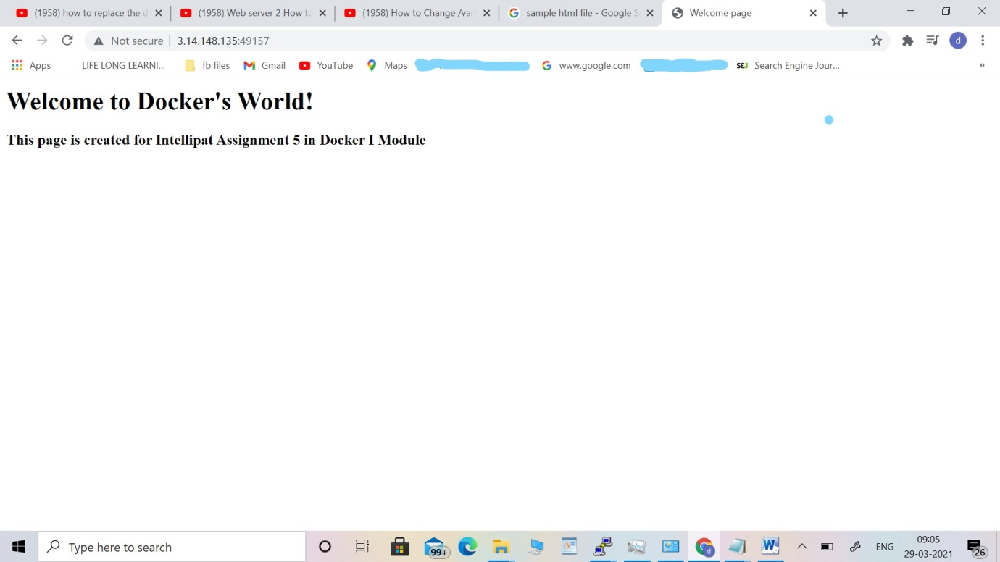 (1958) how to replace the d
(1958) Web server 2 How to
(1958) How to Change /var/
sample html file - Google S
Welcome page
Not secure
3.14.148.135:49157
d
Apps
LIFE LONG LEARNI...
fb files
Gmail
YouTube
Maps
www.google.com
SEJ
Search Engine Jour...
»
Welcome to Docker's World!
This page is created for Intellipat Assignment 5 in Docker I Module
Type here to search
99+
d
ENG
09:05
29-03-2021
26